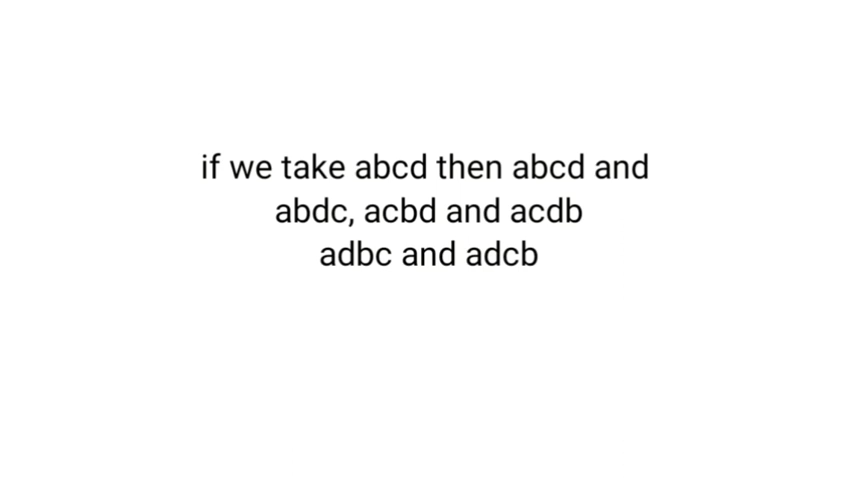 if we take abcd then abcd and
abdc, acbd and acdb
adbc and adcb